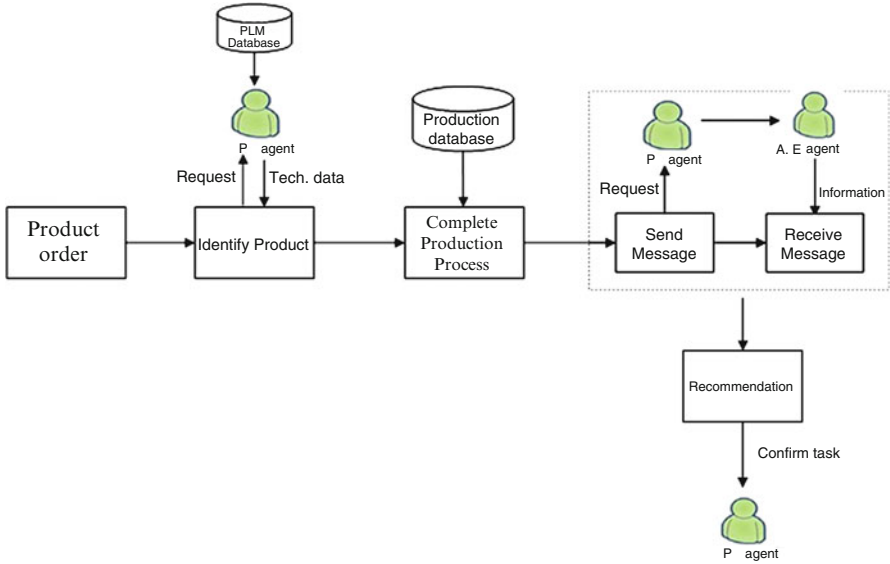 PLM
Database
P agent
Request
Tech. data
Product
order
Identify Product
Production
database
Complete
Production
Process
P agent
A. E agent
Request
Information
Send
Message
Receive
Message
Recommendation
Confirm task
P agent